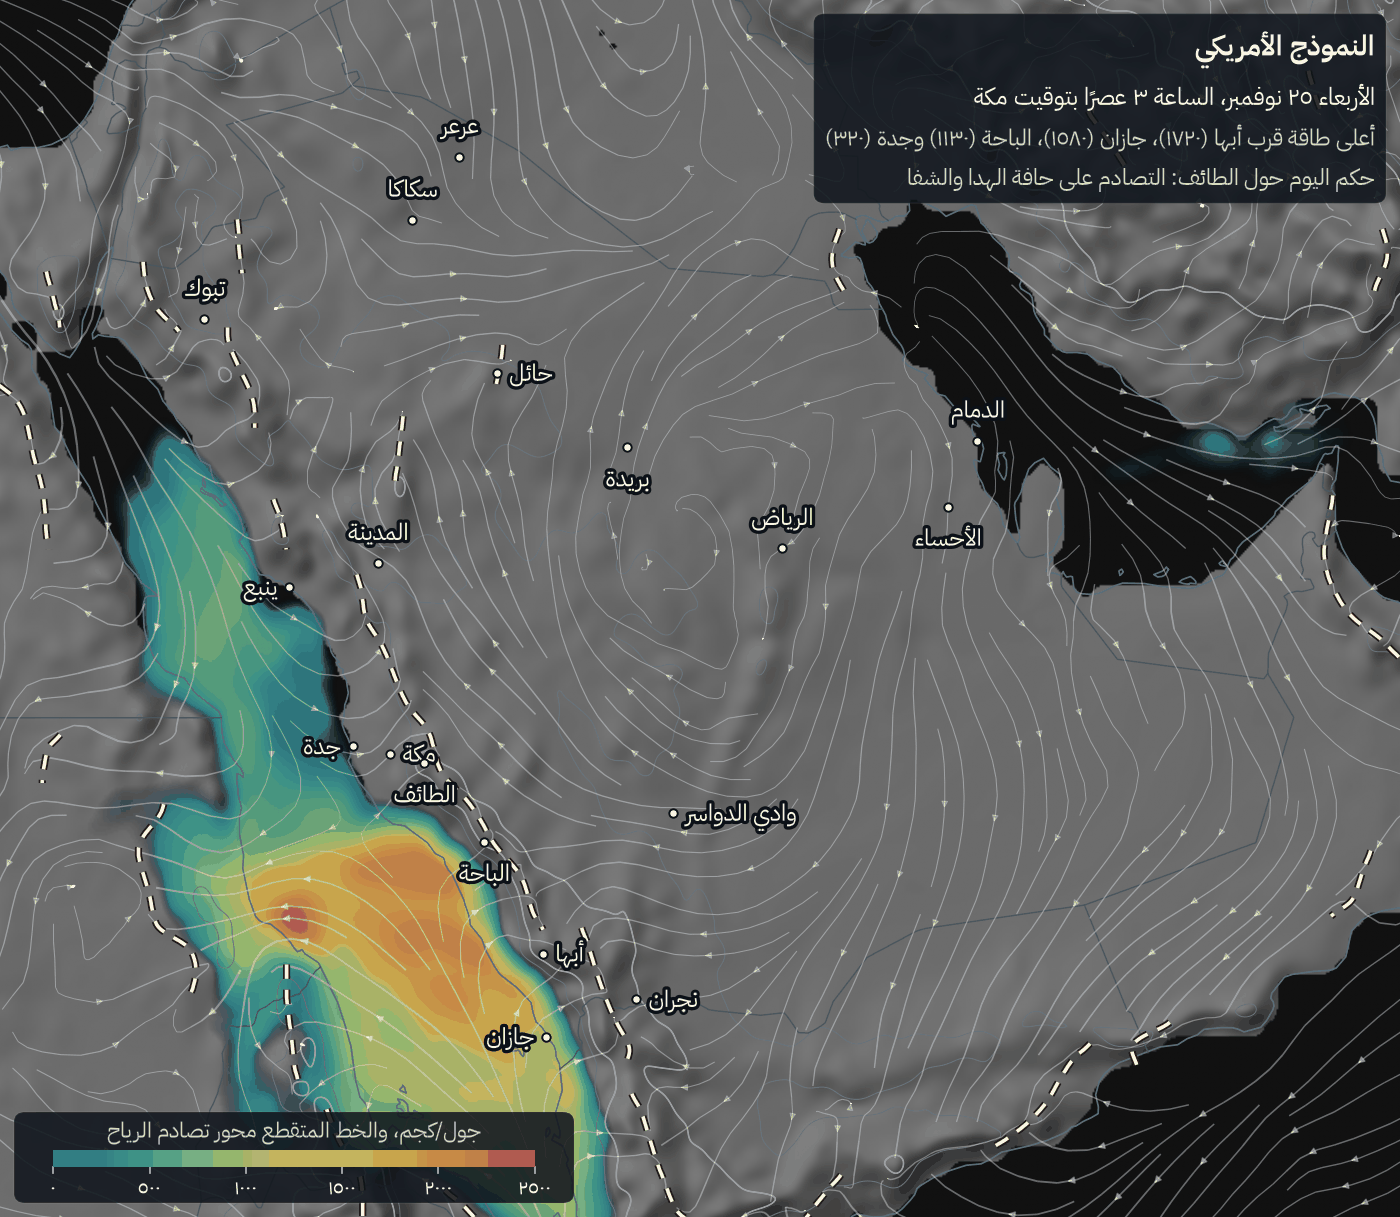 النموذج الأمريكي
الأربعاء ٢٥ نوفمبر، الساعة ٣ عصرًا بتوقيت مكة
أعلى طاقة قرب أبها (١٧٢٠)، جازان (١٥٨٠)، الباحة (١١٣٠) وجدة (٣٢٠)
حكم اليوم حول الطائف: التصادم على حافة الهدا والشفا
عرعر
سكاكا
تبوك
حائل
الدمام
بريدة
الرياض
الأحساء
المدينة
ينبع
جدة
مكة
الطائف
وادي الدواسر
الباحة
أبها
نجران
جازان
جول/كجم، والخط المتقطع محور تصادم الرياح
٠ ٥٠٠ ١٠٠٠ ١٥٠٠ ٢٠٠٠ ٢٥٠٠